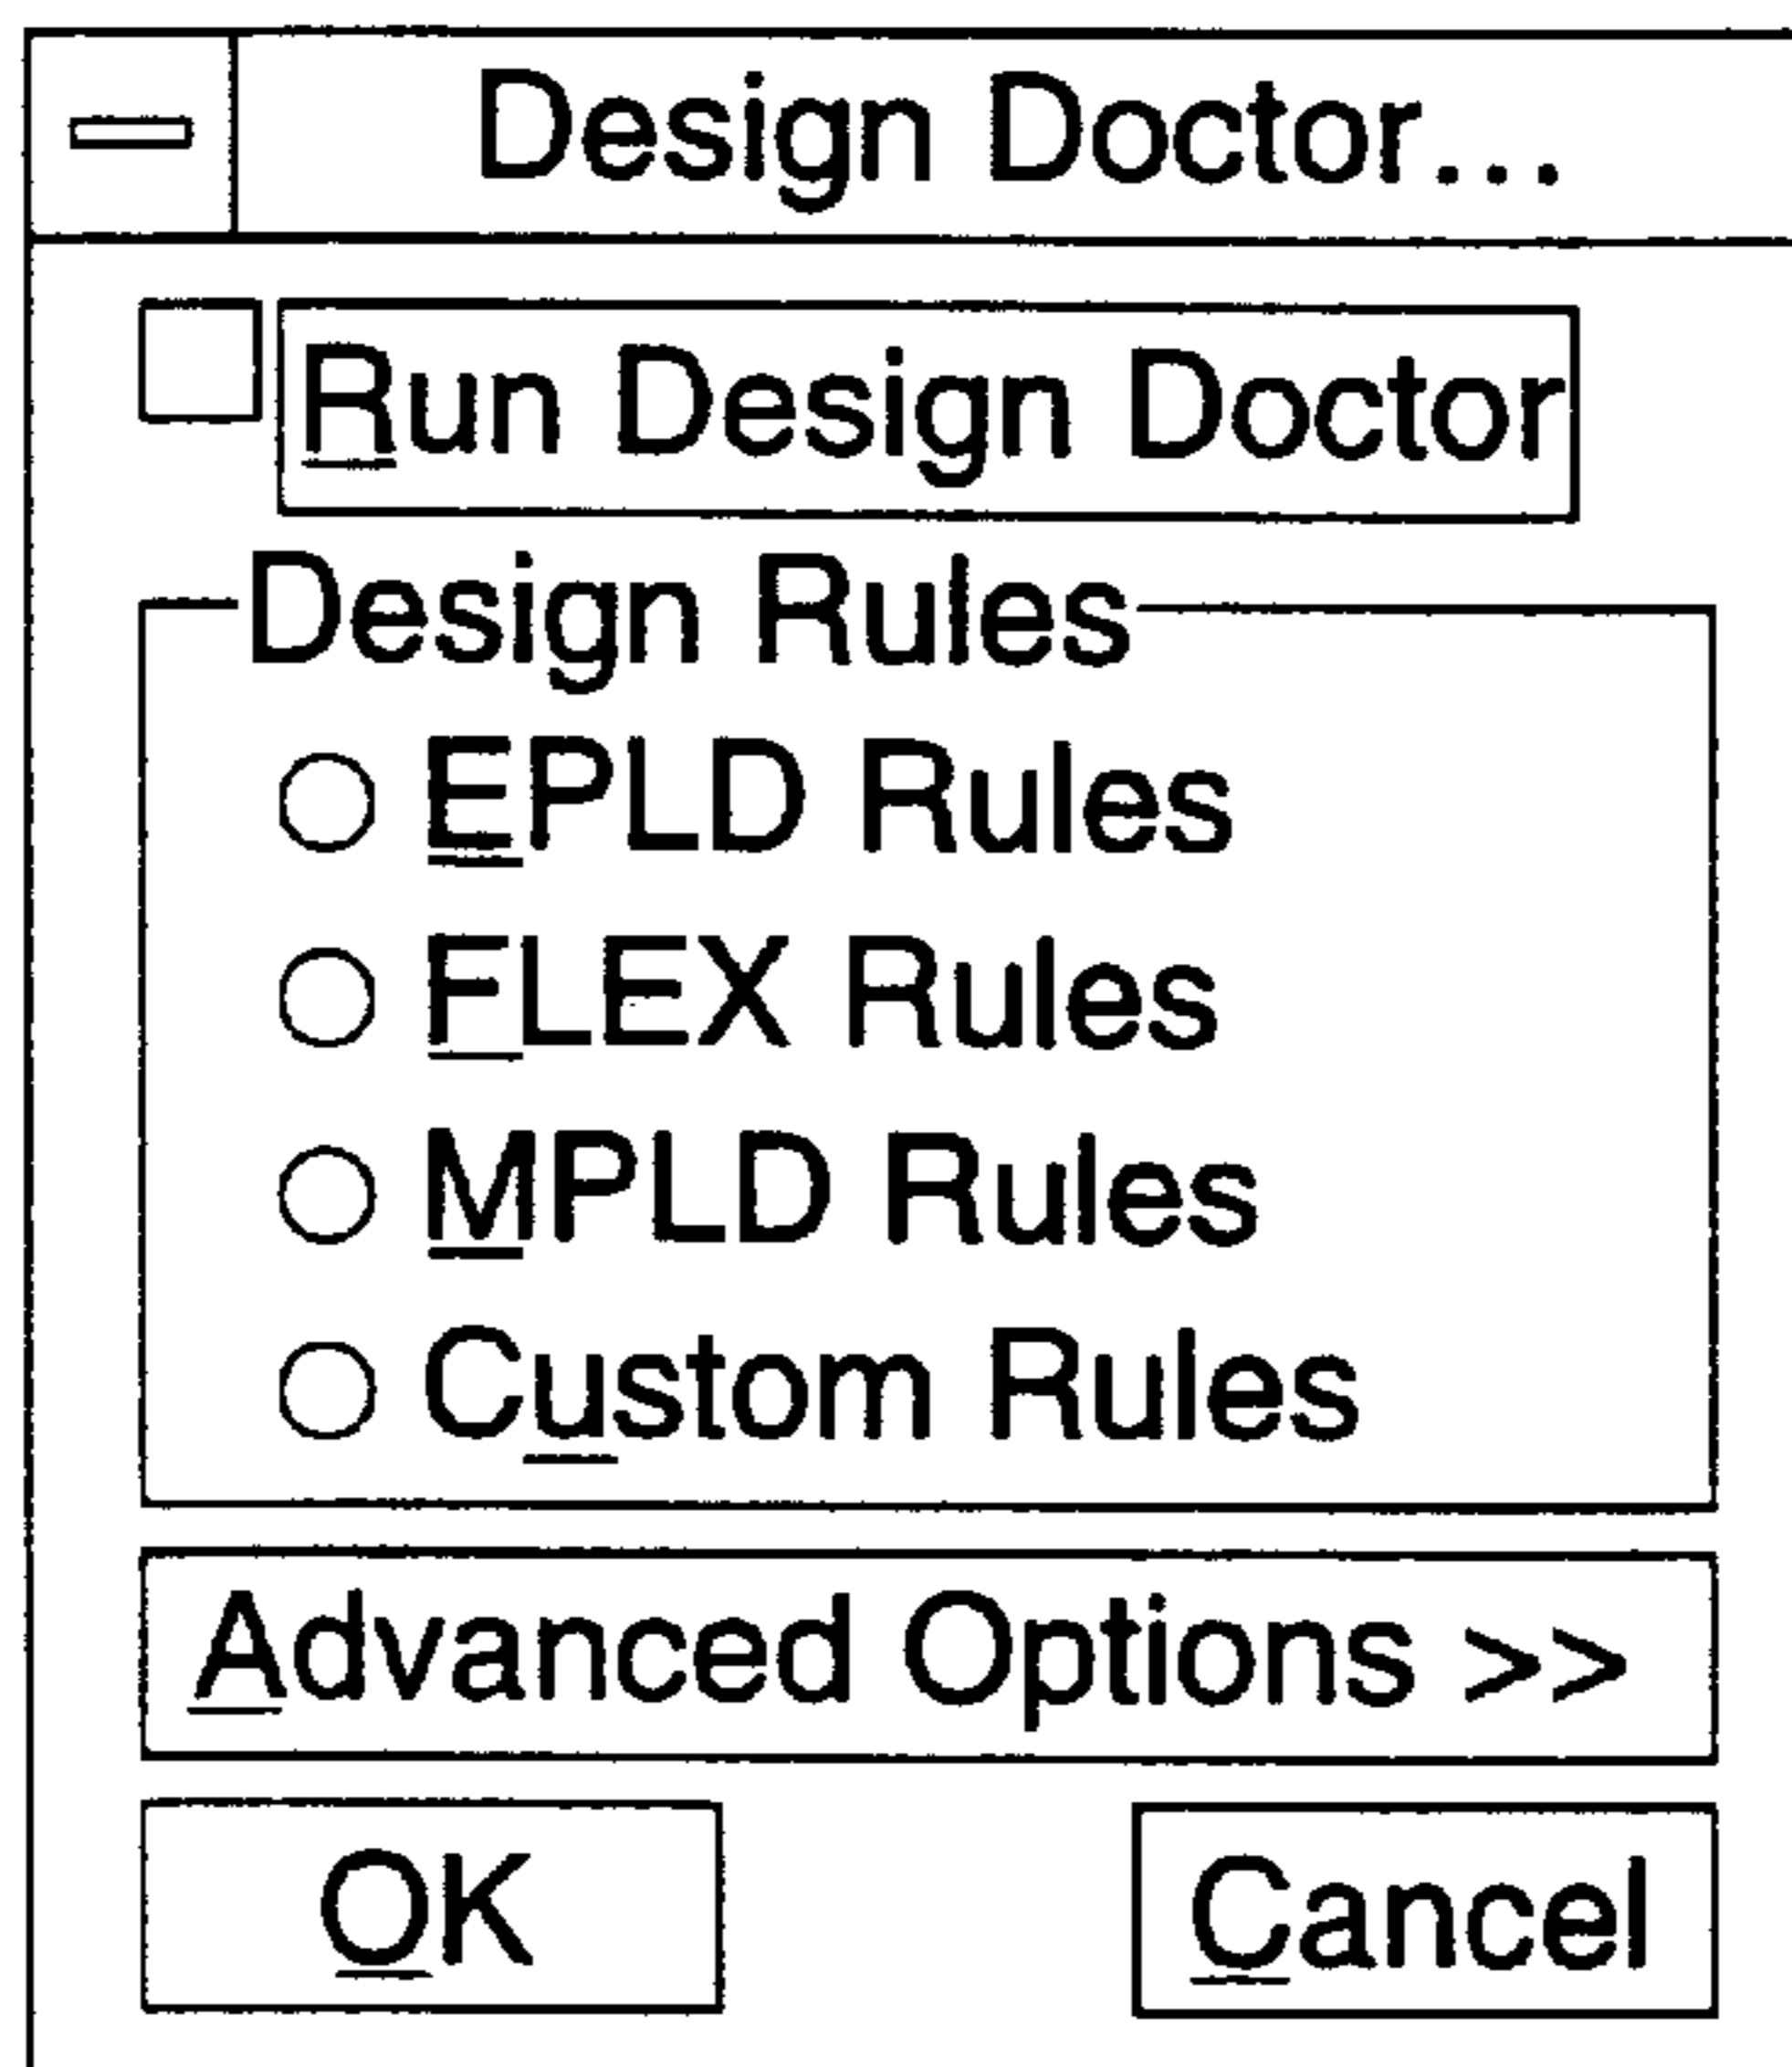 Design Doctor...
Run Design Doctor
Design Rules
EPLD Rules
FLEX Rules
MPLD Rules
Custom Rules
Advanced Options >>
OK
Cancel